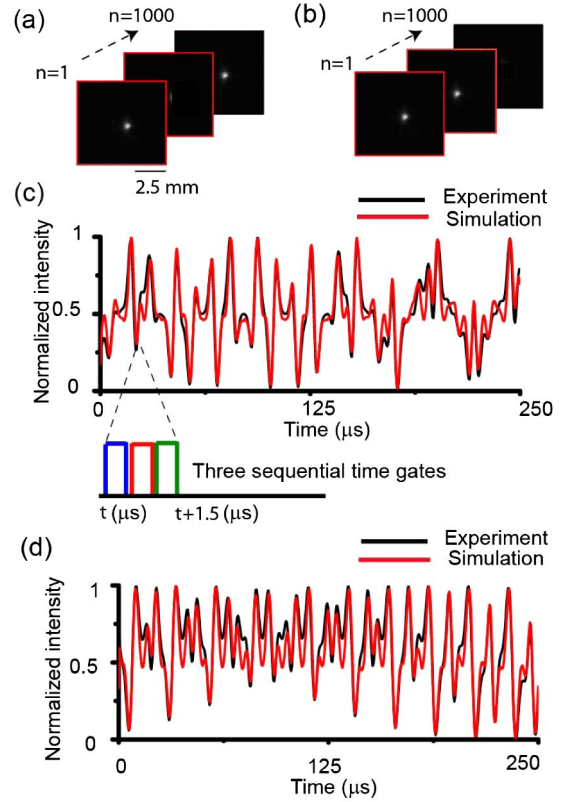 (a)
n=1000
n=1
2.5 mm
(b)
n=1000
n=1
(c)
Experiment
Simulation
Normalized intensity
1
0.5
0
0
125
250
Time (μs)
Three sequential time gates
t (μs)
t+1.5 (μs)
(d)
Experiment
Simulation
Normalized intensity
1
0.5
0
0
125
250
Time (μs)